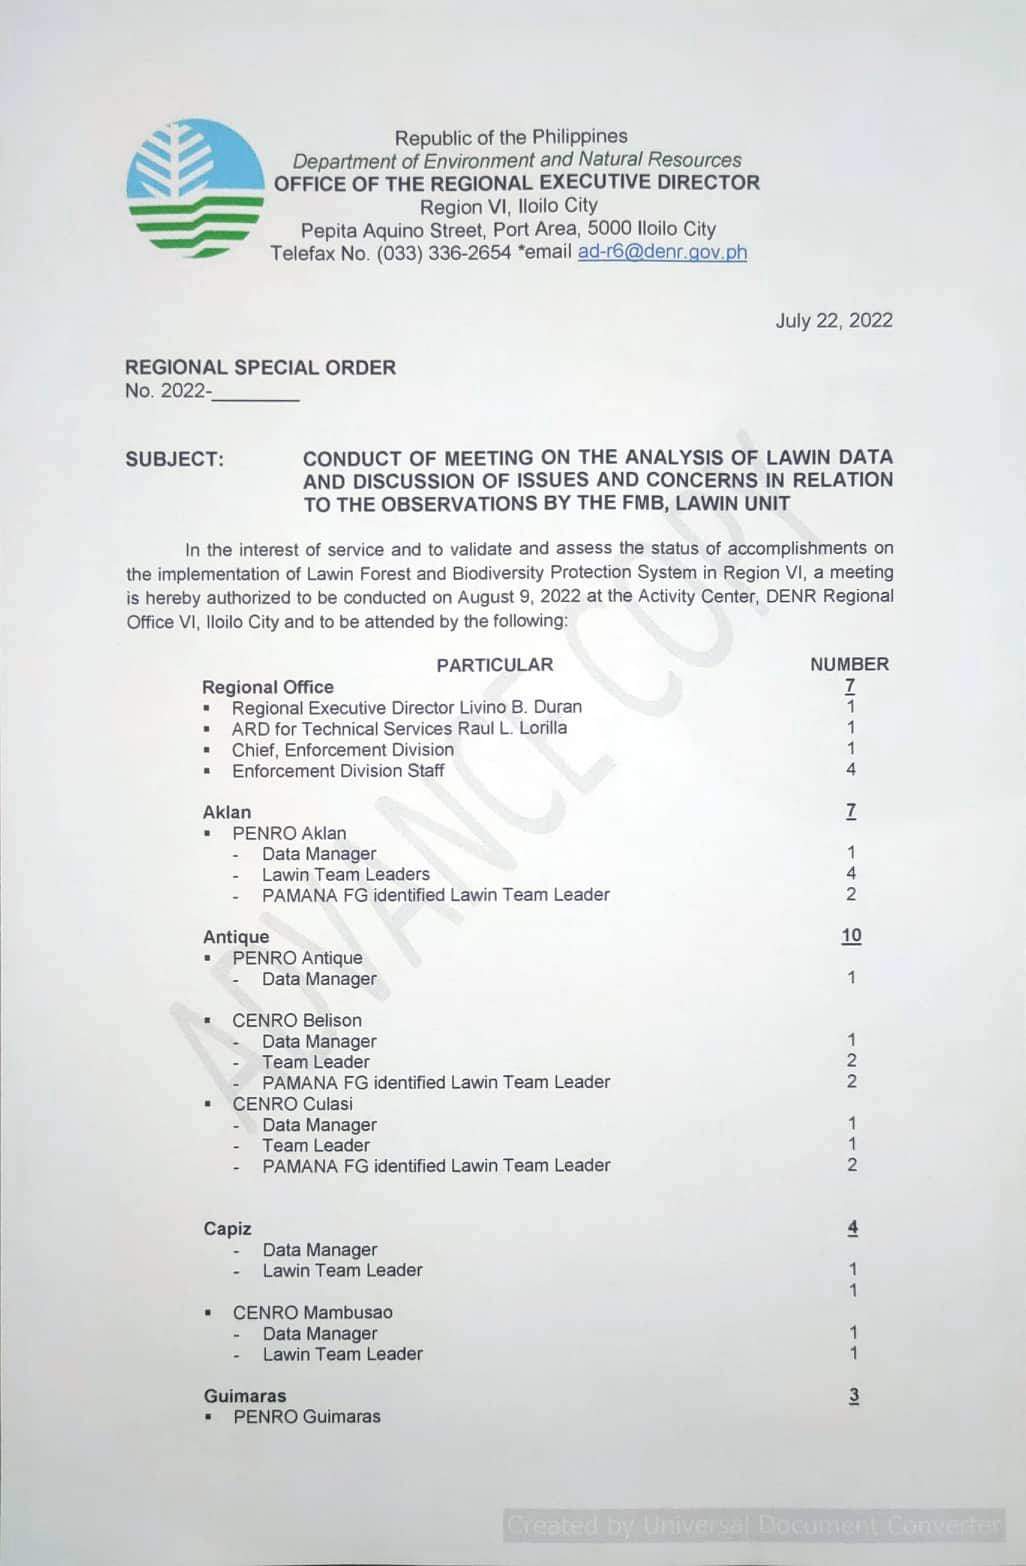 Republic of the Philippines
Department of Environment and Natural Resources
OFFICE OF THE REGIONAL EXECUTIVE DIRECTOR
Region VI, Iloilo City
Pepita Aquino Street, Port Area, 5000 Iloilo City
Telefax No. (033) 336-2654 *email ad-r6@denr.gov.ph
July 22, 2022
REGIONAL SPECIAL ORDER
No. 2022-________
SUBJECT: CONDUCT OF MEETING ON THE ANALYSIS OF LAWIN DATA
AND DISCUSSION OF ISSUES AND CONCERNS IN RELATION
TO THE OBSERVATIONS BY THE FMB, LAWIN UNIT
In the interest of service and to validate and assess the status of accomplishments on
the implementation of Lawin Forest and Biodiversity Protection System in Region VI, a meeting
is hereby authorized to be conducted on August 9, 2022 at the Activity Center, DENR Regional
Office VI, Iloilo City and to be attended by the following:
PARTICULAR NUMBER
Regional Office 7
▪ Regional Executive Director Livino B. Duran 1
▪ ARD for Technical Services Raul L. Lorilla 1
▪ Chief, Enforcement Division 1
▪ Enforcement Division Staff 4
Aklan 7
▪ PENRO Aklan
- Data Manager 1
- Lawin Team Leaders 4
- PAMANA FG identified Lawin Team Leader 2
Antique 10
▪ PENRO Antique
- Data Manager 1
▪ CENRO Belison
- Data Manager 1
- Team Leader 2
- PAMANA FG identified Lawin Team Leader 2
▪ CENRO Culasi
- Data Manager 1
- Team Leader 1
- PAMANA FG identified Lawin Team Leader 2
Capiz 4
- Data Manager
- Lawin Team Leader 1
1
▪ CENRO Mambusao
- Data Manager 1
- Lawin Team Leader 1
Guimaras 3
▪ PENRO Guimaras
ADVANCE COPY
Created by Universal Document Converter